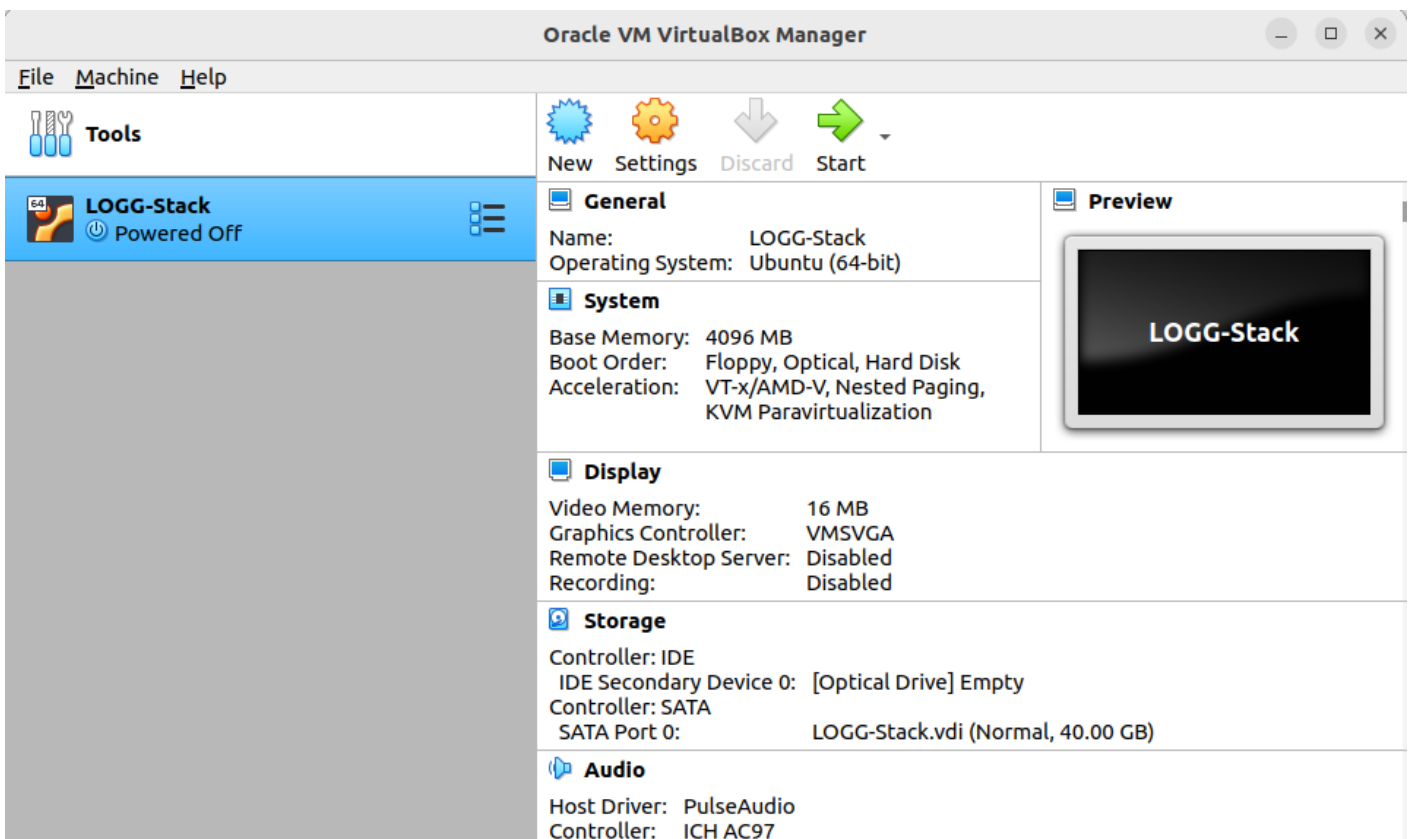 Oracle VM VirtualBox Manager
File Machine Help
Tools
64
LOGG-Stack
Powered Off
New Settings Discard Start
General
Name: LOGG-Stack
Operating System: Ubuntu (64-bit)
System
Base Memory: 4096 MB
Boot Order: Floppy, Optical, Hard Disk
Acceleration: VT-x/AMD-V, Nested Paging,
KVM Paravirtualization
Preview
LOGG-Stack
Display
Video Memory: 16 MB
Graphics Controller: VMSVGA
Remote Desktop Server: Disabled
Recording: Disabled
Storage
Controller: IDE
IDE Secondary Device 0: [Optical Drive] Empty
Controller: SATA
SATA Port 0: LOGG-Stack.vdi (Normal, 40.00 GB)
Audio
Host Driver: PulseAudio
Controller: ICH AC97